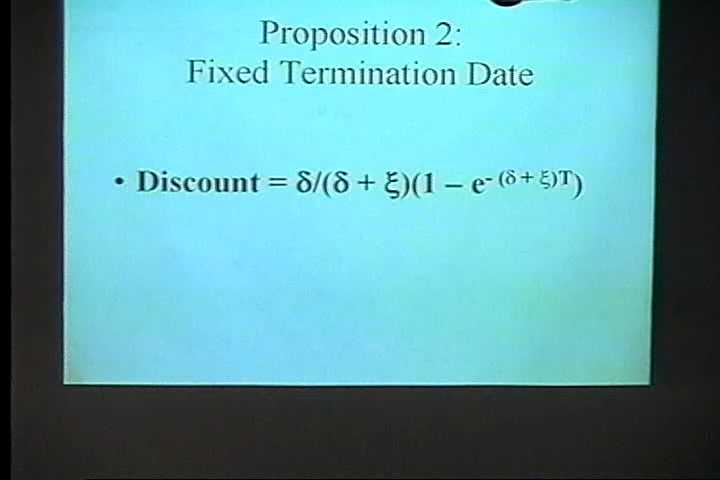 Proposition 2:
Fixed Termination Date
• Discount = δ/(δ + ξ)(1 – e- (δ + ξ)T)